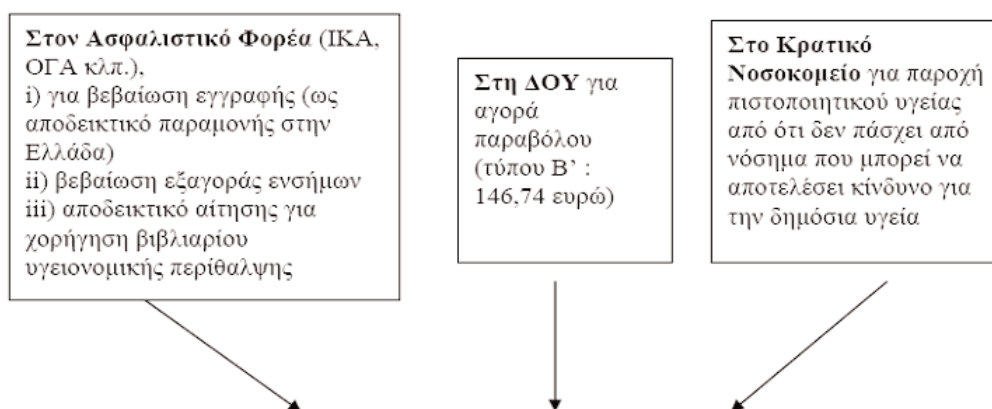 Στον Ασφαλιστικό Φορέα (ΙΚΑ,
ΟΓΑ κλπ.),
i) για βεβαίωση εγγραφής (ως
αποδεικτικό παραμονής στην
Ελλάδα)
ii) βεβαίωση εξαγοράς ενσήμων
iii) αποδεικτικό αίτησης για
χορήγηση βιβλιαρίου
υγειονομικής περίθαλψης
Στη ΔΟΥ για
αγορά
παραβόλου
(τύπου Β’ :
146,74 ευρώ)
Στο Κρατικό
Νοσοκομείο για παροχή
πιστοποιητικού υγείας
από ότι δεν πάσχει από
νόσημα που μπορεί να
αποτελέσει κίνδυνο για
την δημόσια υγεία